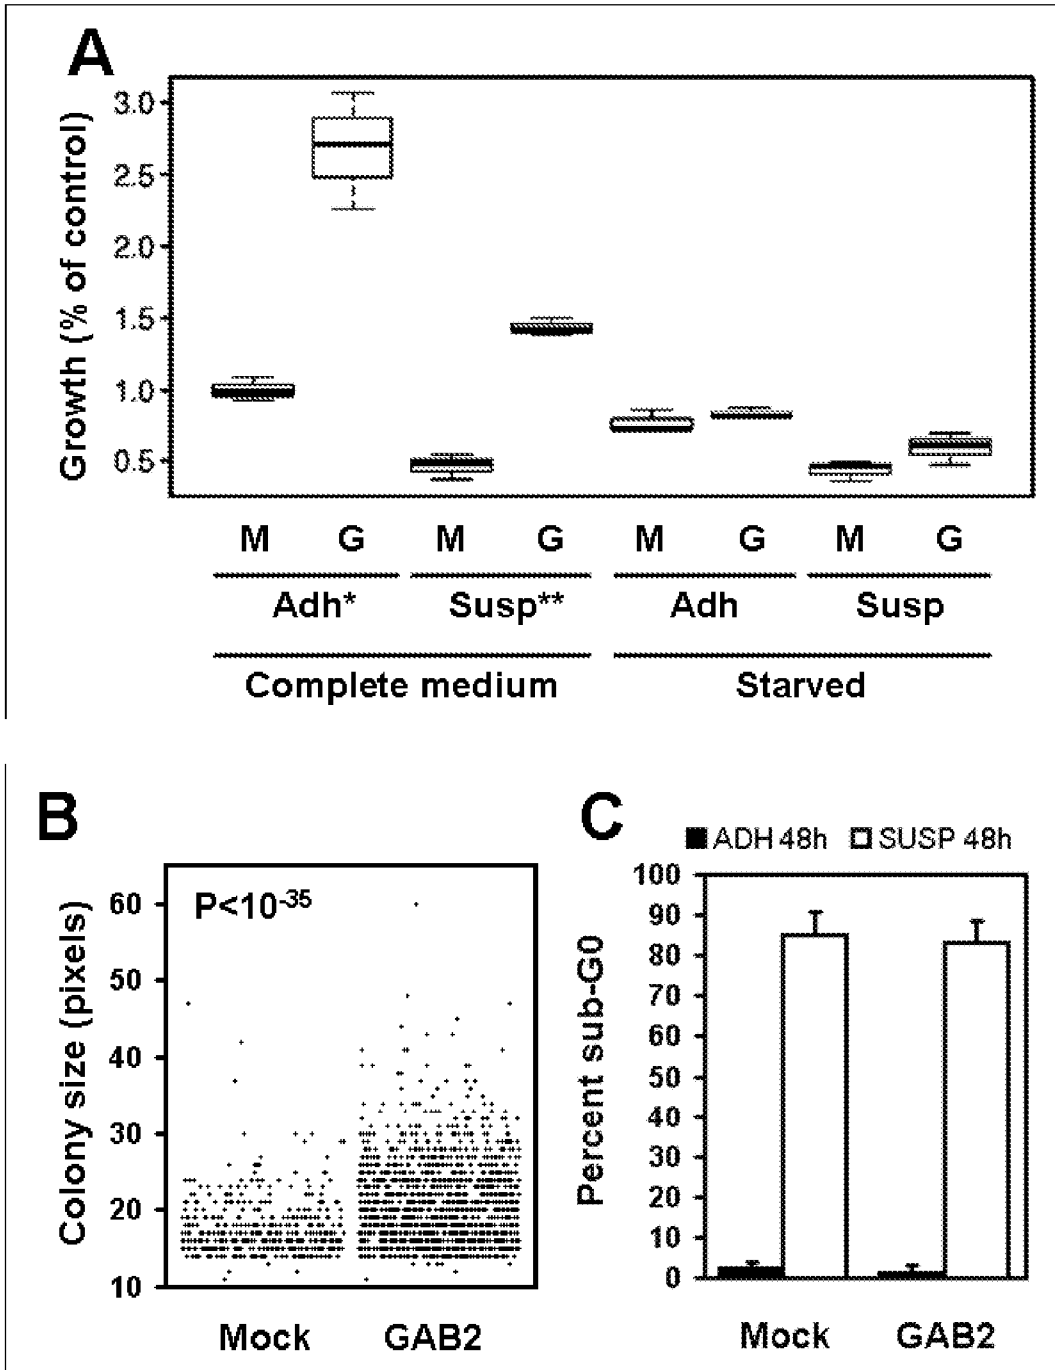 A
Growth (% of control)
3.0
2.5
2.0
1.5
1.0
0.5
M G M G M G M G
Adh* Susp** Adh Susp
Complete medium Starved
B
Colony size (pixels)
P<10-35
60
50
40
30
20
10
Mock GAB2
C
ADH 48h SUSP 48h
Percent sub-G0
100
90
80
70
60
50
40
30
20
10
0
Mock GAB2